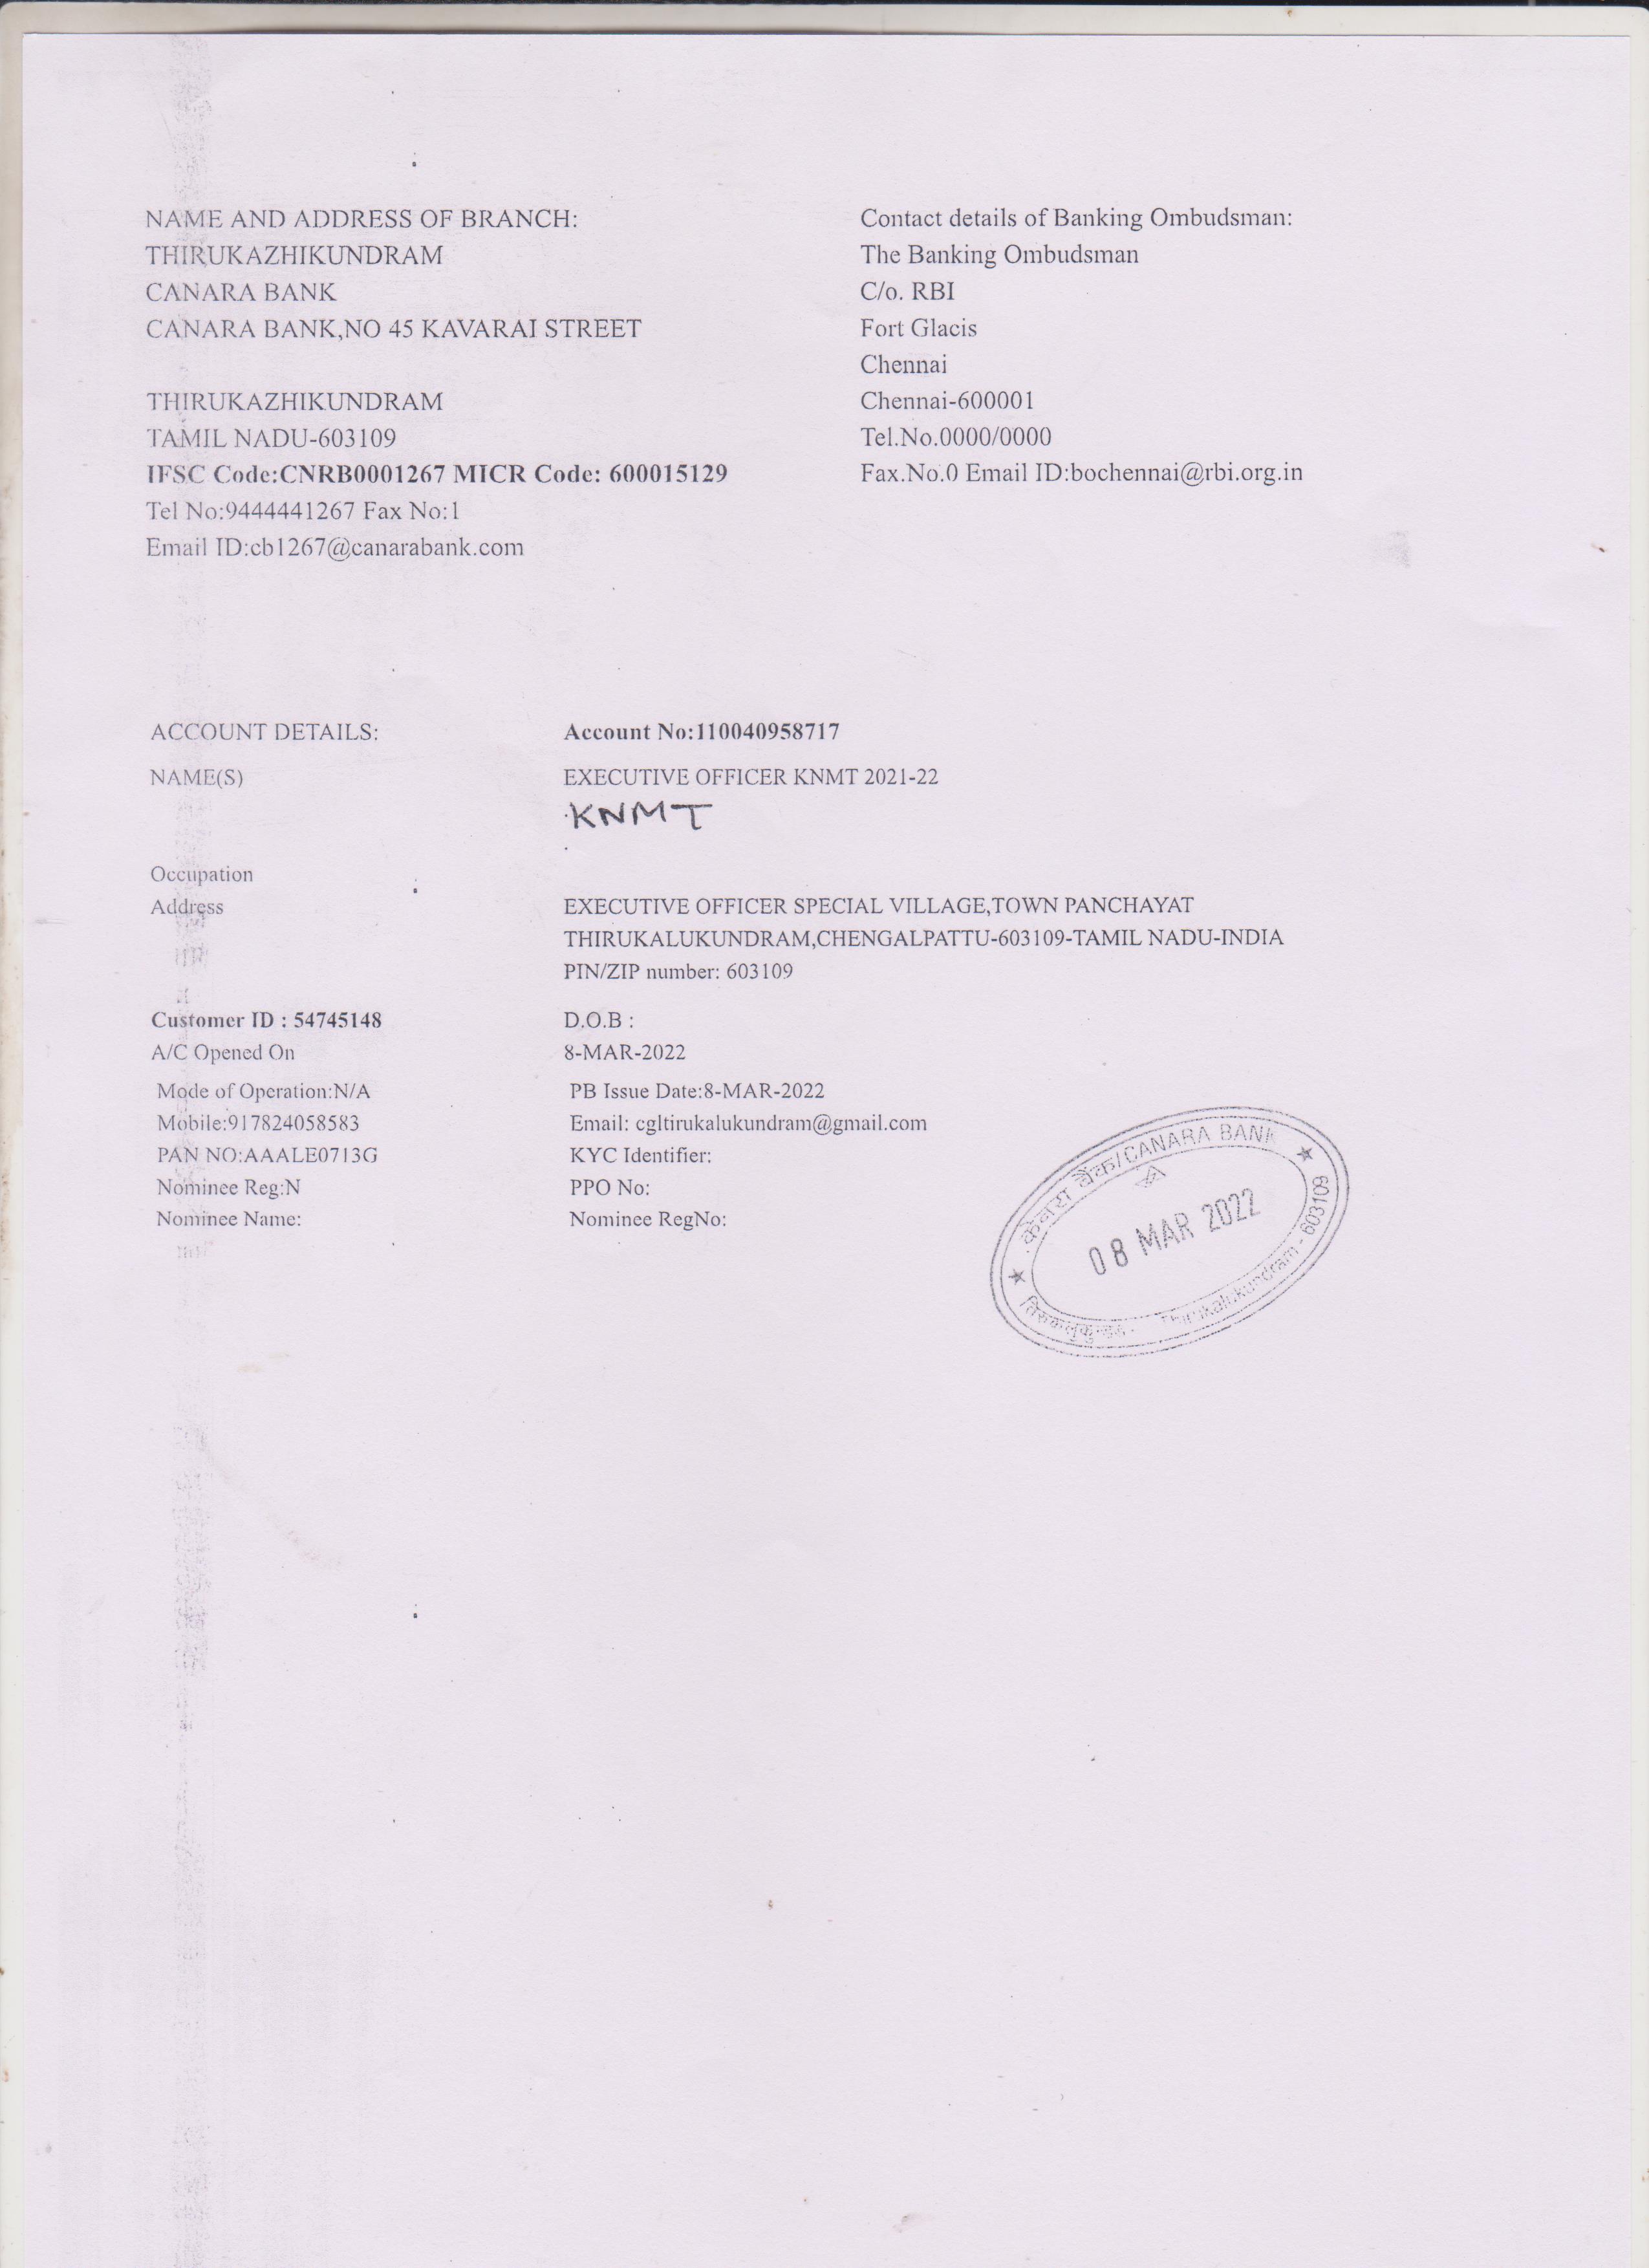 NAME AND ADDRESS OF BRANCH:
THIRUKAZHIKUNDRAM
CANARA BANK
CANARA BANK,NO 45 KAVARAI STREET
THIRUKAZHIKUNDRAM
TAMIL NADU-603109
IFSC Code:CNRB0001267 MICR Code: 600015129
Tel No:9444441267 Fax No:1
Email ID:cb1267@canarabank.com
Contact details of Banking Ombudsman:
The Banking Ombudsman
C/o. RBI
Fort Glacis
Chennai
Chennai-600001
Tel.No.0000/0000
Fax.No.0 Email ID:bochennai@rbi.org.in
ACCOUNT DETAILS: Account No:110040958717
NAME(S) EXECUTIVE OFFICER KNMT 2021-22
KNMT
Occupation
Address EXECUTIVE OFFICER SPECIAL VILLAGE,TOWN PANCHAYAT
THIRUKALUKUNDRAM,CHENGALPATTU-603109-TAMIL NADU-INDIA
PIN/ZIP number: 603109
Customer ID : 54745148 D.O.B :
A/C Opened On 8-MAR-2022
Mode of Operation:N/A PB Issue Date:8-MAR-2022
Mobile:917824058583 Email: cgltirukalukundram@gmail.com
PAN NO:AAALE0713G KYC Identifier:
Nominee Reg:N PPO No:
Nominee Name: Nominee RegNo:
केनरा बैंक/CANARA BANK
08 MAR 2022
Thirukalukundram - 603109